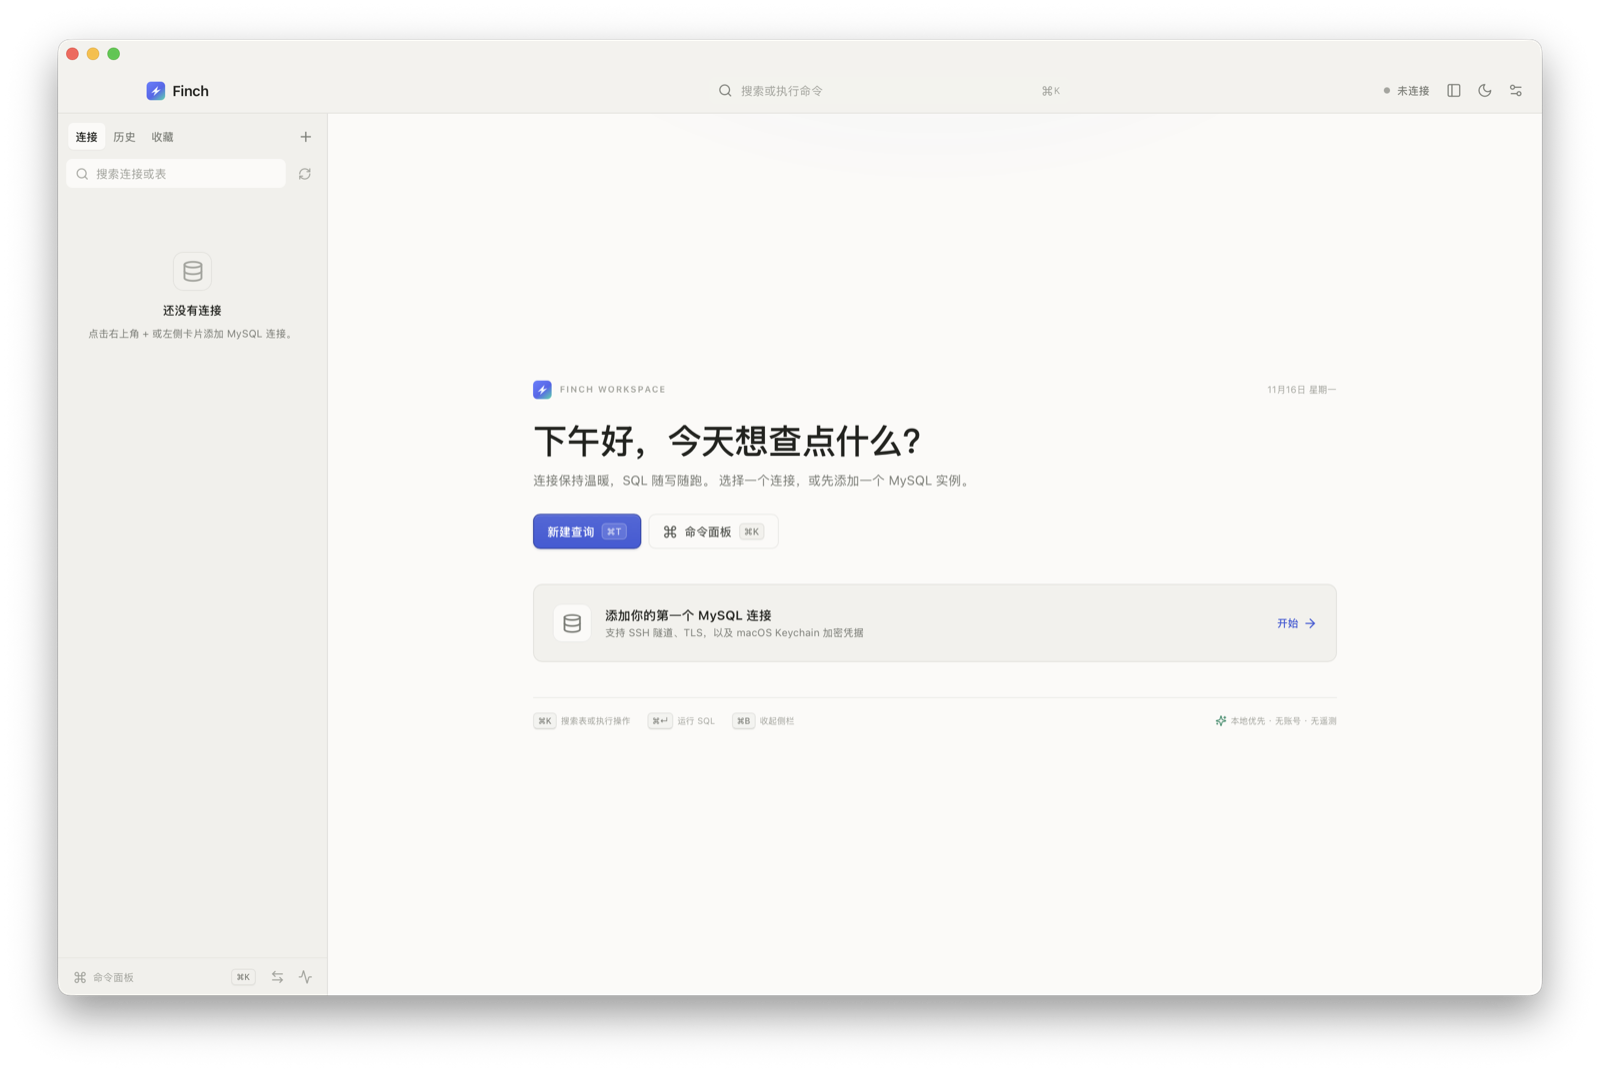 Finch
搜索或执行命令
⌘K
未连接
连接 历史 收藏
搜索连接或表
还没有连接
点击右上角 + 或左侧卡片添加 MySQL 连接。
FINCH WORKSPACE
11月16日 星期一
下午好，今天想查点什么？
连接保持温暖，SQL 随写随跑。 选择一个连接，或先添加一个 MySQL 实例。
新建查询 ⌘T
⌘ 命令面板 ⌘K
添加你的第一个 MySQL 连接
支持 SSH 隧道、TLS，以及 macOS Keychain 加密凭据
开始 →
⌘K 搜索表或执行操作 ⌘↵ 运行 SQL ⌘B 收起侧栏
本地优先 · 无账号 · 无遥测
⌘ 命令面板 ⌘K